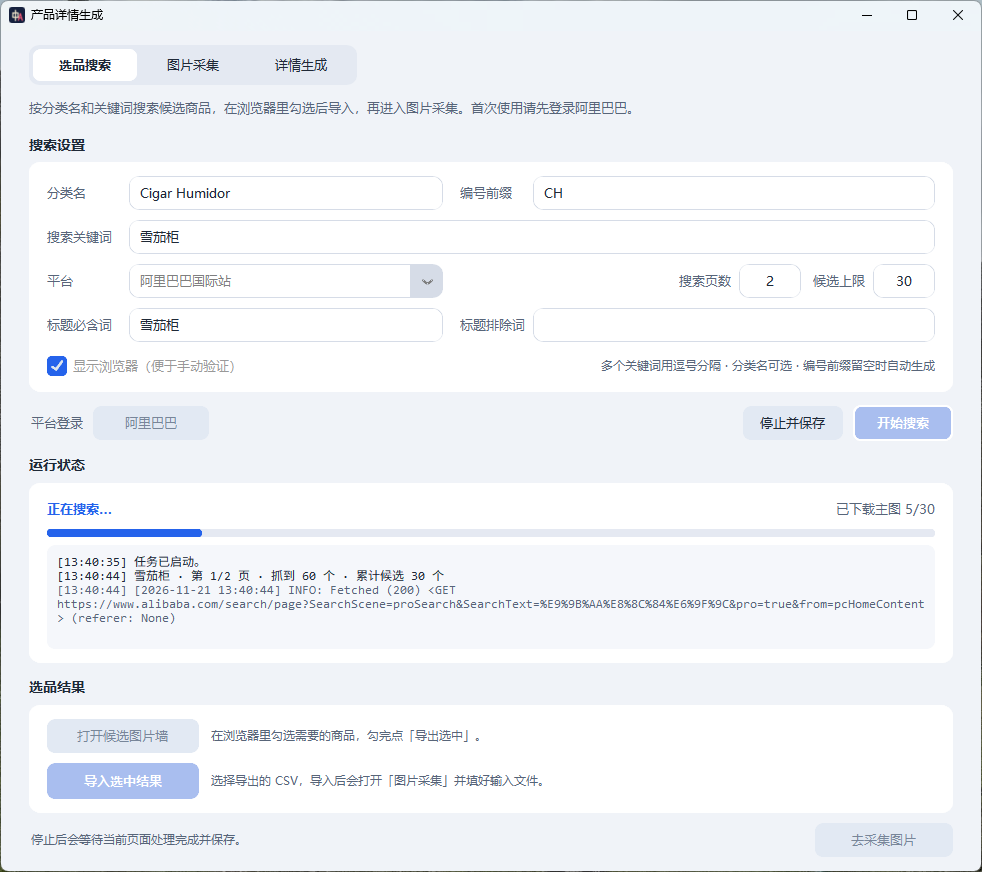 产品详情生成
选品搜索 图片采集 详情生成
按分类名和关键词搜索候选商品，在浏览器里勾选后导入，再进入图片采集。首次使用请先登录阿里巴巴。
搜索设置
分类名 Cigar Humidor 编号前缀 CH
搜索关键词 雪茄柜
平台 阿里巴巴国际站 搜索页数 2 候选上限 30
标题必含词 雪茄柜 标题排除词
显示浏览器（便于手动验证） 多个关键词用逗号分隔 · 分类名可选 · 编号前缀留空时自动生成
平台登录 阿里巴巴 停止并保存 开始搜索
运行状态
正在搜索... 已下载主图 5/30
[13:40:35] 任务已启动。
[13:40:44] 雪茄柜 · 第 1/2 页 · 抓到 60 个 · 累计候选 30 个
[13:40:44] [2026-11-21 13:40:44] INFO: Fetched (200) <GET
https://www.alibaba.com/search/page?SearchScene=proSearch&SearchText=%E9%9B%AA%E8%8C%84%E6%9F%9C&pro=true&from=pcHomeContent
> (referer: None)
选品结果
打开候选图片墙 在浏览器里勾选需要的商品，勾完点「导出选中」。
导入选中结果 选择导出的 CSV，导入后会打开「图片采集」并填好输入文件。
停止后会等待当前页面处理完成并保存。 去采集图片